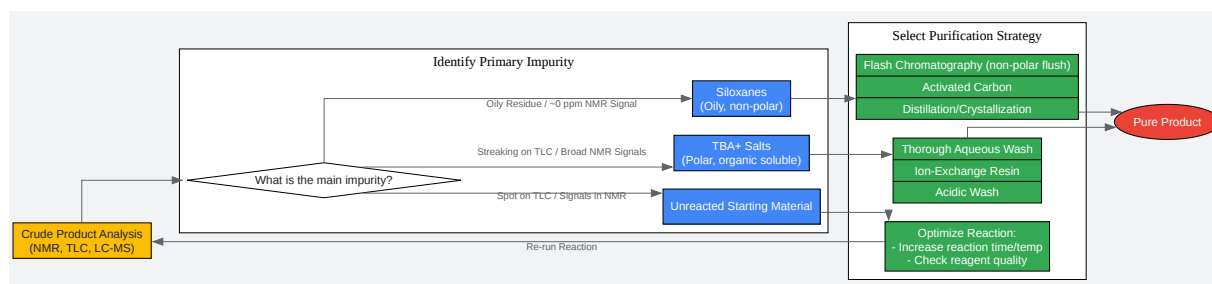 Select Purification Strategy
Identify Primary Impurity
Flash Chromatography (non-polar flush)
Activated Carbon
Distillation/Crystallization
Siloxanes
(Oily, non-polar)
Oily Residue / ~0 ppm NMR Signal
Pure Product
TBA+ Salts
(Polar, organic soluble)
Streaking on TLC / Broad NMR Signals
Thorough Aqueous Wash
Ion-Exchange Resin
Acidic Wash
What is the main impurity?
Spot on TLC / Signals in NMR
Unreacted Starting Material
Crude Product Analysis
(NMR, TLC, LC-MS)
Optimize Reaction:
- Increase reaction time/temp
- Check reagent quality
Re-run Reaction